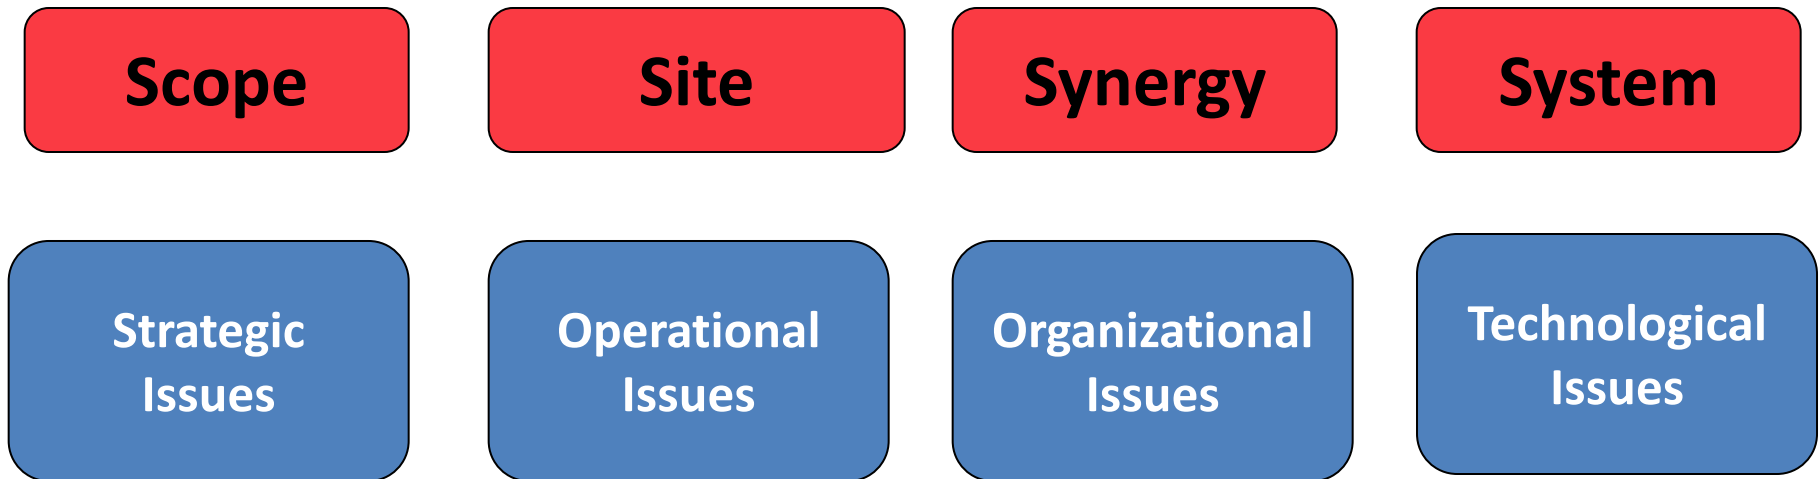 Scope
Site
Synergy
System
Strategic
Issues
Operational
Issues
Organizational
Issues
Technological
Issues